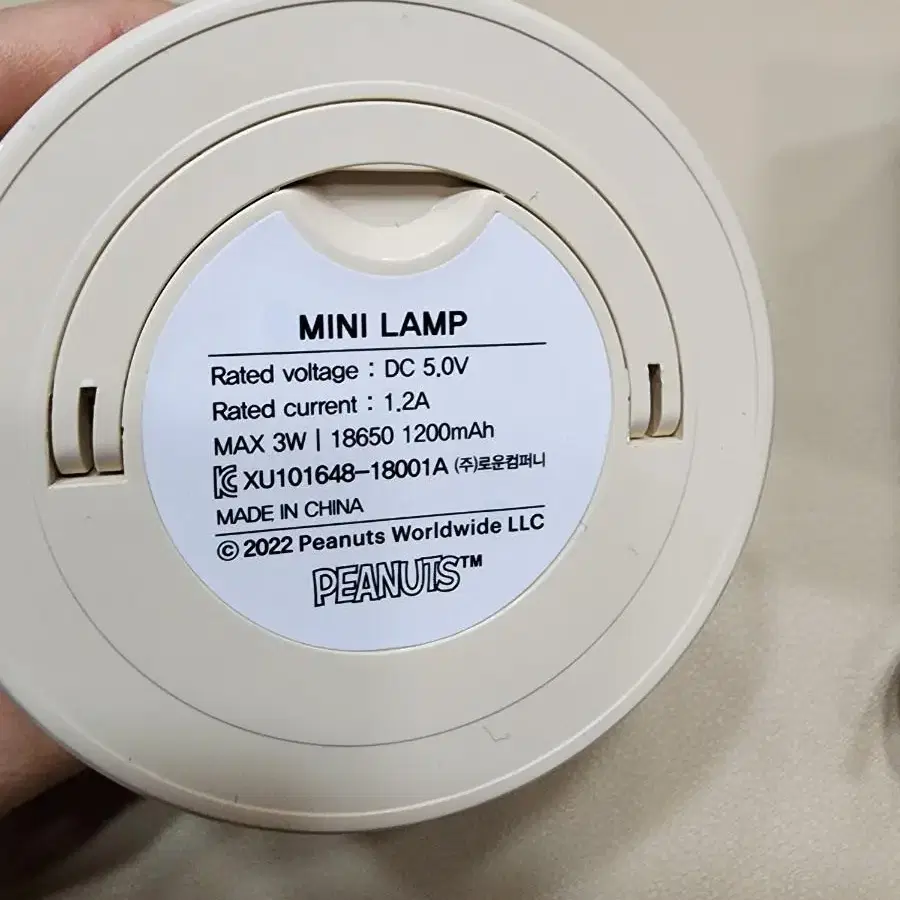 MINI LAMP
Rated voltage : DC 5.0V
Rated current : 1.2A
MAX 3W | 18650 1200mAh
KC XU101648-18001A (주)로운컴퍼니
MADE IN CHINA
© 2022 Peanuts Worldwide LLC
PEANUTS™